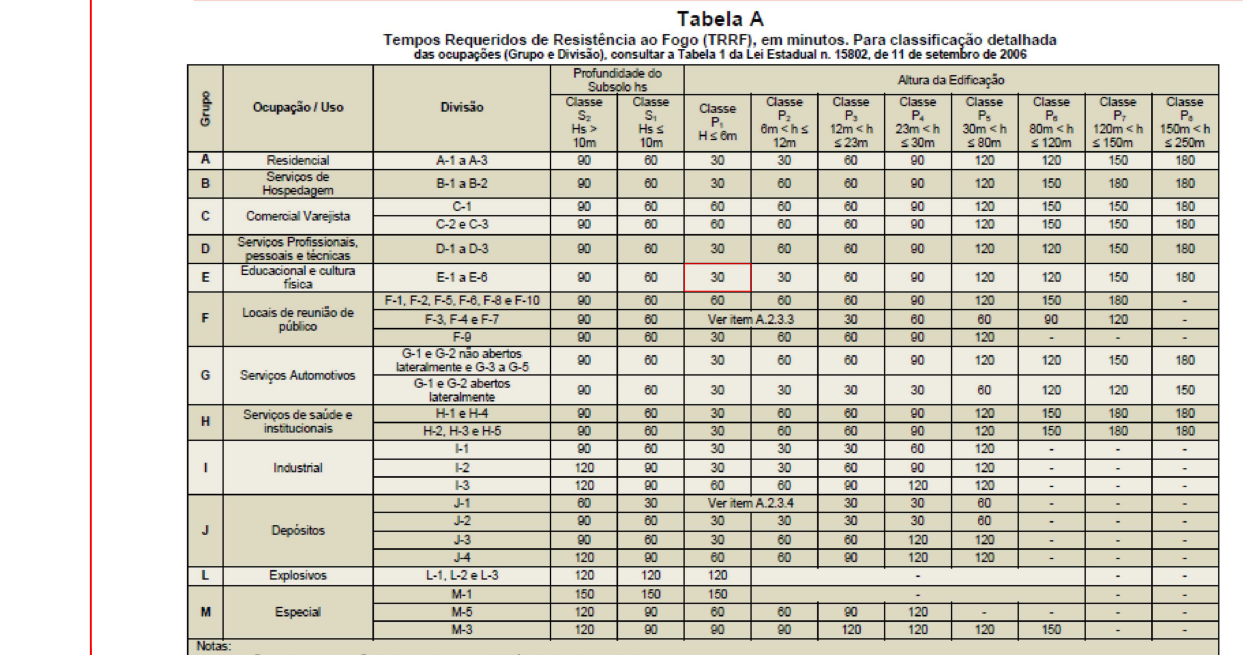 Tabela A
Tempos Requeridos de Resistência ao Fogo (TRRF), em minutos. Para classificação detalhada
das ocupações (Grupo e Divisão), consultar a Tabela 1 da Lei Estadual n. 15802, de 11 de setembro de 2006
Grupo Ocupação / Uso Divisão Profundidade do Subsolo hs Altura da Edificação
Classe S₂ Hs > 10m Classe S₁ Hs ≤ 10m Classe P₁ H ≤ 6m Classe P₂ 6m < h ≤ 12m Classe P₃ 12m < h ≤ 23m Classe P₄ 23m < h ≤ 30m Classe P₅ 30m < h ≤ 80m Classe P₆ 80m < h ≤ 120m Classe P₇ 120m < h ≤ 150m Classe P₈ 150m < h ≤ 250m
A Residencial A-1 a A-3 90 60 30 30 60 90 120 120 150 180
B Serviços de Hospedagem B-1 a B-2 90 60 30 60 60 90 120 150 180 180
C Comercial Varejista C-1 90 60 60 60 60 90 120 150 150 180
C-2 e C-3 90 60 60 60 60 90 120 150 150 180
D Serviços Profissionais, pessoais e técnicas D-1 a D-3 90 60 30 60 60 90 120 120 150 180
E Educacional e cultura física E-1 a E-6 90 60 30 30 60 90 120 120 150 180
F Locais de reunião de público F-1, F-2, F-5, F-6, F-8 e F-10 90 60 60 60 60 90 120 150 180 -
F-3, F-4 e F-7 90 60 Ver item A.2.3.3 30 60 60 90 120 -
F-9 90 60 30 60 60 90 120 - - -
G Serviços Automotivos G-1 e G-2 não abertos lateralmente e G-3 a G-5 90 60 30 60 60 90 120 120 150 180
G-1 e G-2 abertos lateralmente 90 60 30 30 30 30 60 120 120 150
H Serviços de saúde e institucionais H-1 e H-4 90 60 30 60 60 90 120 150 180 180
H-2, H-3 e H-5 90 60 30 60 60 90 120 150 180 180
I Industrial I-1 90 60 30 30 30 60 120 - - -
I-2 120 90 30 30 60 90 120 - - -
I-3 120 90 60 60 90 120 120 - - -
J Depósitos J-1 60 30 Ver item A.2.3.4 30 30 60 - - -
J-2 90 60 30 30 30 30 60 - - -
J-3 90 60 30 60 60 120 120 - - -
J-4 120 90 60 60 90 120 120 - - -
L Explosivos L-1, L-2 e L-3 120 120 120 - - -
M Especial M-1 150 150 150 - - -
M-5 120 90 60 60 90 120 - - - -
M-3 120 90 90 90 120 120 120 150 - -
Notas: